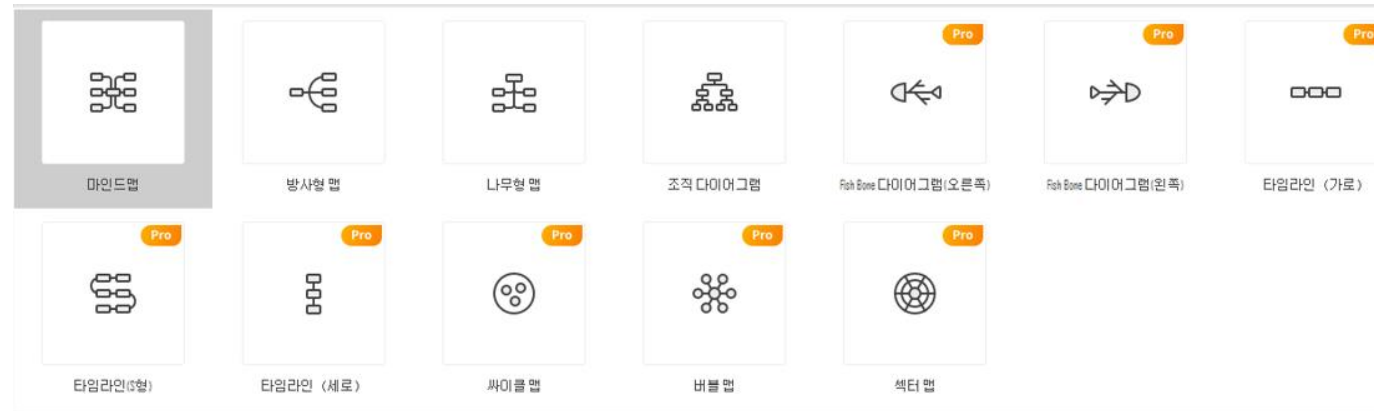 Pro Pro Pro
마인드맵 방사형 맵 나무형 맵 조직 다이어그램 Fish Bone 다이어그램(오른쪽) Fish Bone 다이어그램(왼쪽) 타임라인 (가로)
Pro Pro Pro Pro Pro
타임라인(S형) 타임라인 (세로) 싸이클 맵 버블 맵 섹터 맵